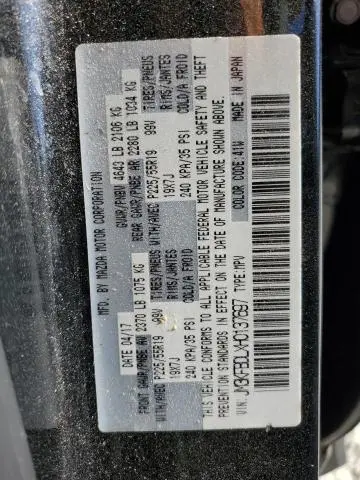 MFD. BY MAZDA MOTOR CORPORATION
DATE 04/17 GVWR/PNBV 4643 LB 2106 KG
FRONT GAWR/PNBE AV 2370 LB 1075 KG REAR GAWR/PNBE AR 2280 LB 1034 KG
WITH/AVEC P225/55R19 99V TIRES/PNEUS WITH/AVEC P225/55R19 99V TIRES/PNEUS
19X7J RIMS/JANTES 19X7J RIMS/JANTES
240 KPA/35 PSI COLD/A FROID 240 KPA/35 PSI COLD/A FROID
THIS VEHICLE CONFORMS TO ALL APPLICABLE FEDERAL MOTOR VEHICLE SAFETY AND THEFT
PREVENTION STANDARDS IN EFFECT ON THE DATE OF MANUFACTURE SHOWN ABOVE.
MADE IN JAPAN
TYPE:MPV COLOR CODE: 41W